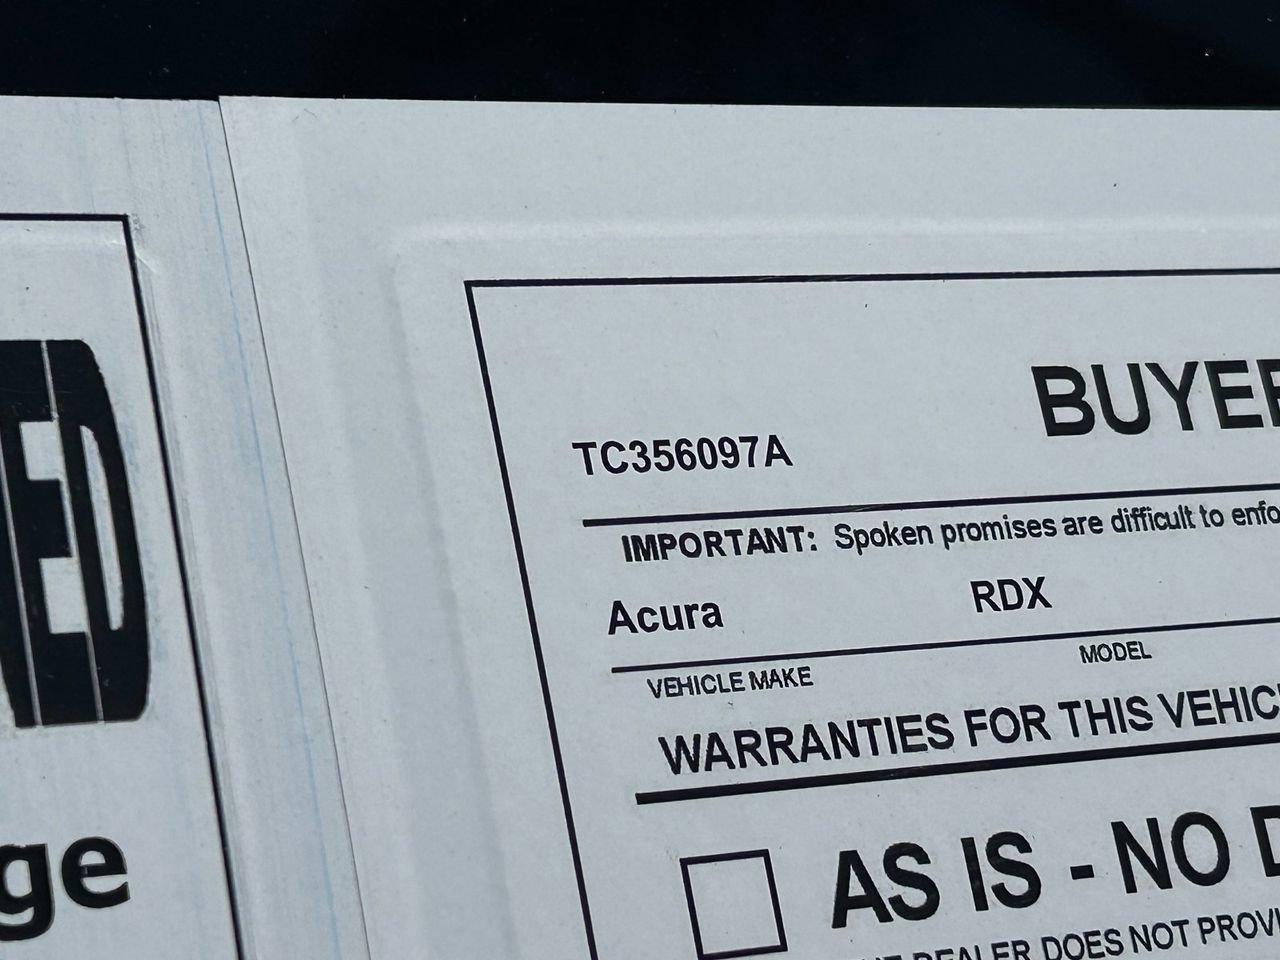 ED
ge
BUYE
TC356097A
IMPORTANT: Spoken promises are difficult to enfo
Acura RDX
VEHICLE MAKE MODEL
WARRANTIES FOR THIS VEHIC
AS IS - NO D
DEALER DOES NOT PROVI